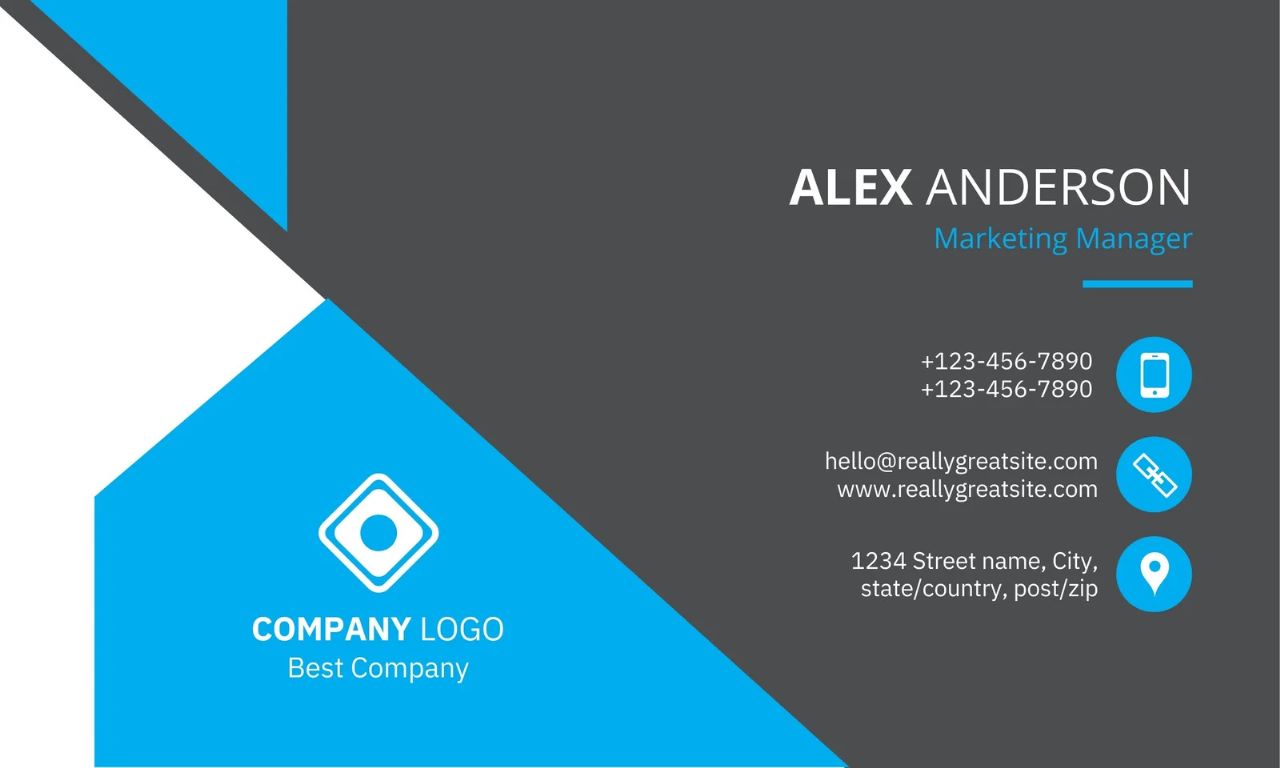 ALEX ANDERSON
Marketing Manager
+123-456-7890
+123-456-7890
hello@reallygreatsite.com
www.reallygreatsite.com
1234 Street name, City,
state/country, post/zip
COMPANY LOGO
Best Company